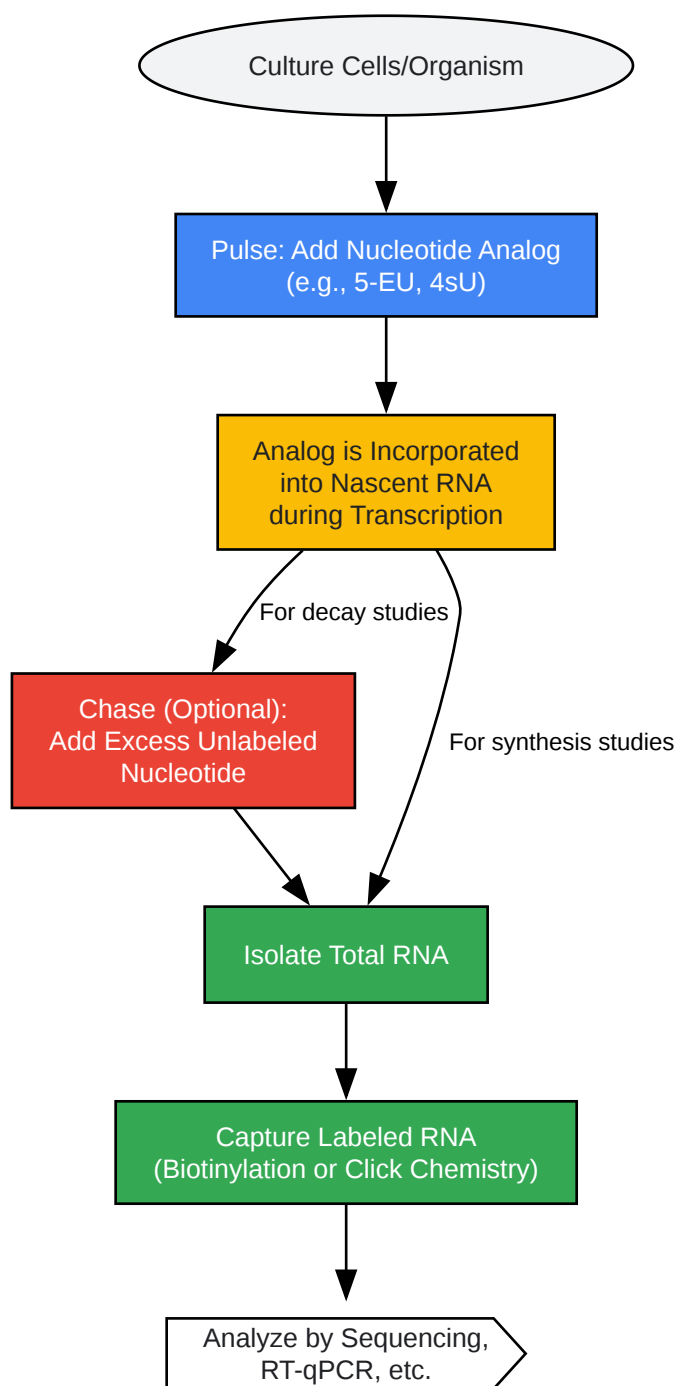 Culture Cells/Organism
Pulse: Add Nucleotide Analog
(e.g., 5-EU, 4sU)
Analog is Incorporated
into Nascent RNA
during Transcription
For decay studies
Chase (Optional):
Add Excess Unlabeled
Nucleotide
For synthesis studies
Isolate Total RNA
Capture Labeled RNA
(Biotinylation or Click Chemistry)
Analyze by Sequencing,
RT-qPCR, etc.